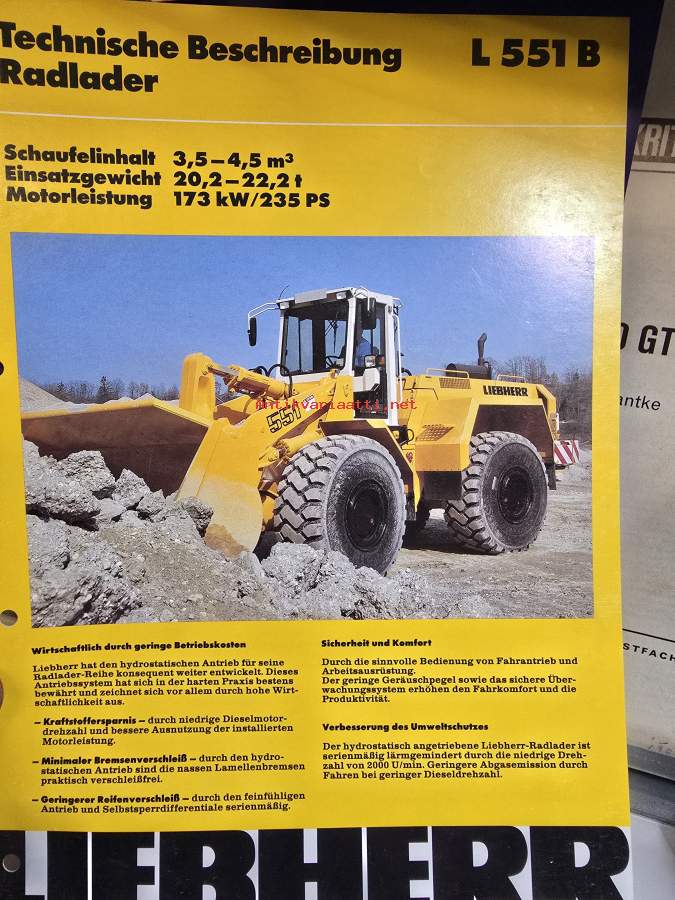 Technische Beschreibung
Radlader
L 551 B
Schaufelinhalt 3,5–4,5 m³
Einsatzgewicht 20,2–22,2 t
Motorleistung 173 kW/235 PS
LIEBHERR
551
antikvariaatti.net
Wirtschaftlich durch geringe Betriebskosten
Liebherr hat den hydrostatischen Antrieb für seine
Radlader-Reihe konsequent weiter entwickelt. Dieses
Antriebssystem hat sich in der harten Praxis bestens
bewährt und zeichnet sich vor allem durch hohe Wirt-
schaftlichkeit aus.
– Kraftstoffersparnis – durch niedrige Dieselmotor-
drehzahl und bessere Ausnutzung der installierten
Motorleistung.
– Minimaler Bremsenverschleiß – durch den hydro-
statischen Antrieb sind die nassen Lamellenbremsen
praktisch verschleißfrei.
– Geringerer Reifenverschleiß – durch den feinfühligen
Antrieb und Selbstsperrdifferentiale serienmäßig.
Sicherheit und Komfort
Durch die sinnvolle Bedienung von Fahrantrieb und
Arbeitsausrüstung.
Der geringe Geräuschpegel sowie das sichere Über-
wachungssystem erhöhen den Fahrkomfort und die
Produktivität.
Verbesserung des Umweltschutzes
Der hydrostatisch angetriebene Liebherr-Radlader ist
serienmäßig lärmgemindert durch die niedrige Dreh-
zahl von 2000 U/min. Geringere Abgasemission durch
Fahren bei geringer Dieseldrehzahl.
LIEBHERR
KRIT
GT
antke
STFACH